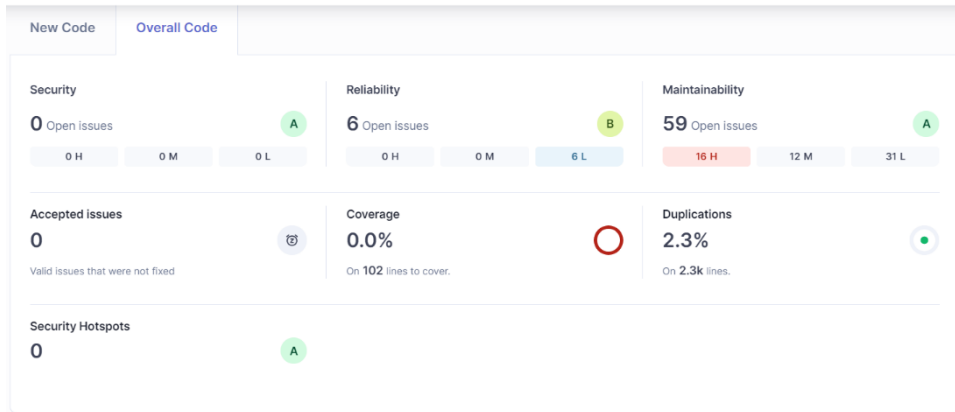 New Code
Overall Code
Security
0 Open issues
A
0 H
0 M
0 L
Reliability
6 Open issues
B
0 H
0 M
6 L
Maintainability
59 Open issues
A
16 H
12 M
31 L
Accepted issues
0
Valid issues that were not fixed
Coverage
0.0%
On 102 lines to cover.
Duplications
2.3%
On 2.3k lines.
Security Hotspots
0
A